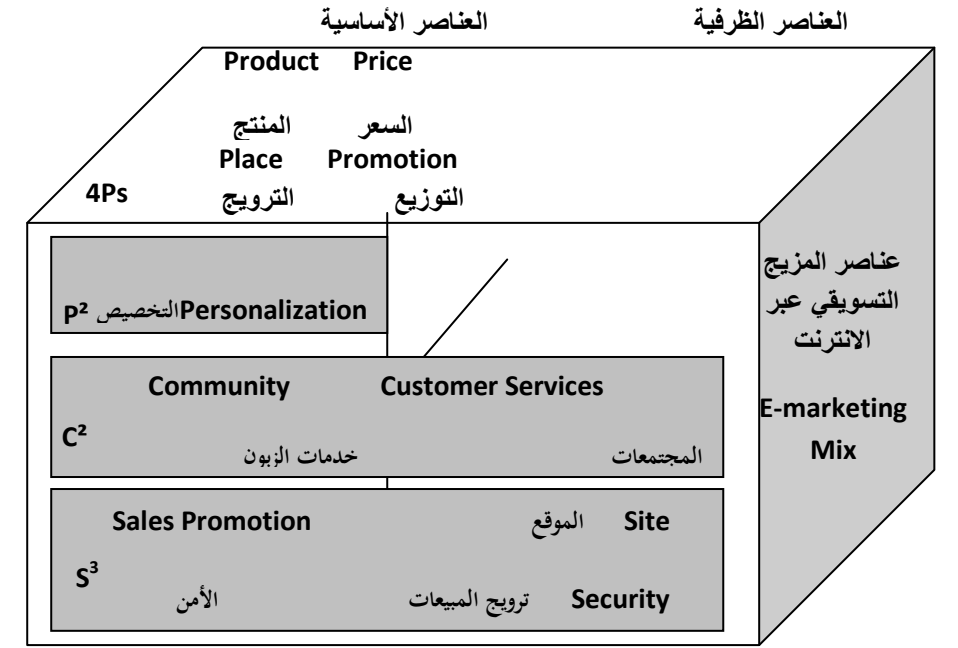 العناصر الأساسية العناصر الظرفية
Product Price
المنتج السعر
Place Promotion
4Ps الترويج التوزيع
عناصر المزيج
التسويقي عبر
الانترنت
E-marketing
Mix
P² التخصيص Personalization
Community Customer Services
C²
خدمات الزبون المجتمعات
Sales Promotion الموقع Site
S³
الأمن ترويج المبيعات Security